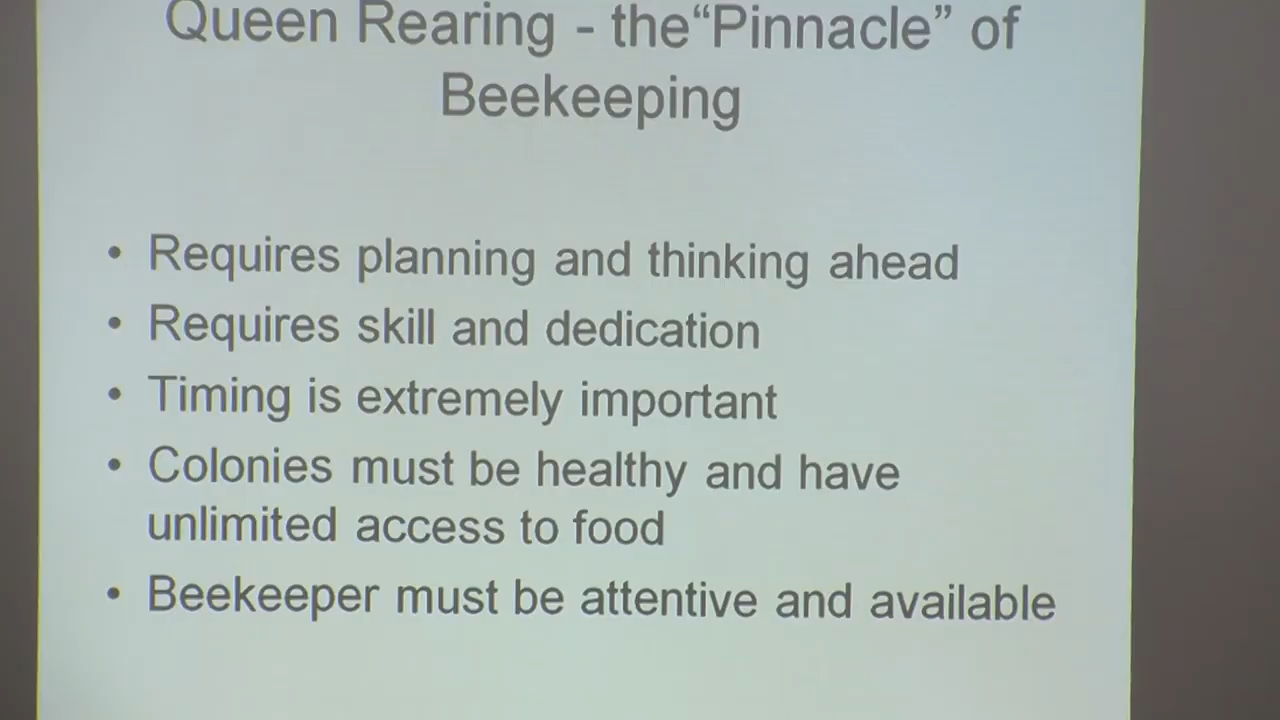 Queen Rearing - the“Pinnacle” of
Beekeeping
• Requires planning and thinking ahead
• Requires skill and dedication
• Timing is extremely important
• Colonies must be healthy and have
unlimited access to food
• Beekeeper must be attentive and available